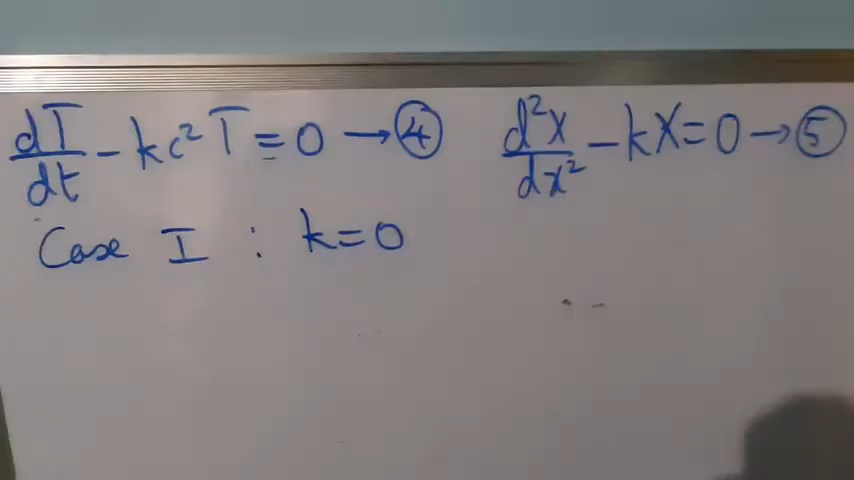 dT/dt - kc²T = 0 → ④ d²X/dx² - kX = 0 → ⑤
Case I : k = 0